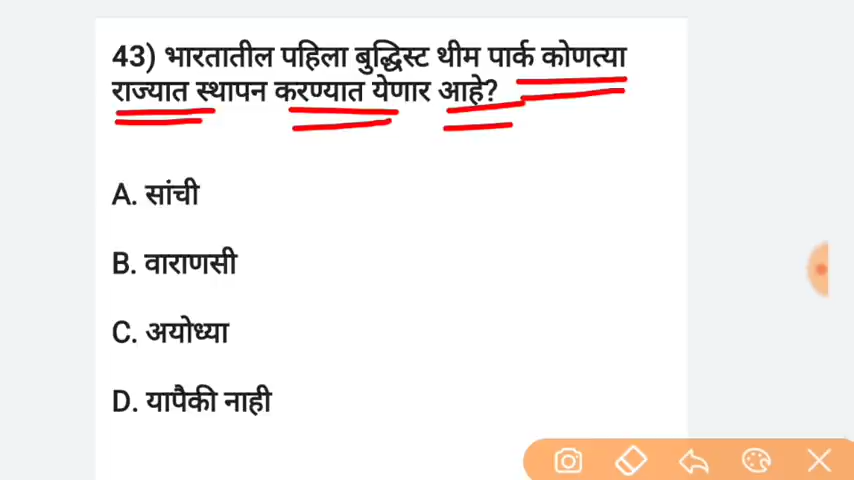 43) भारतातील पहिला बुद्धिस्ट थीम पार्क कोणत्या
राज्यात स्थापन करण्यात येणार आहे?
A. सांची
B. वाराणसी
C. अयोध्या
D. यापैकी नाही